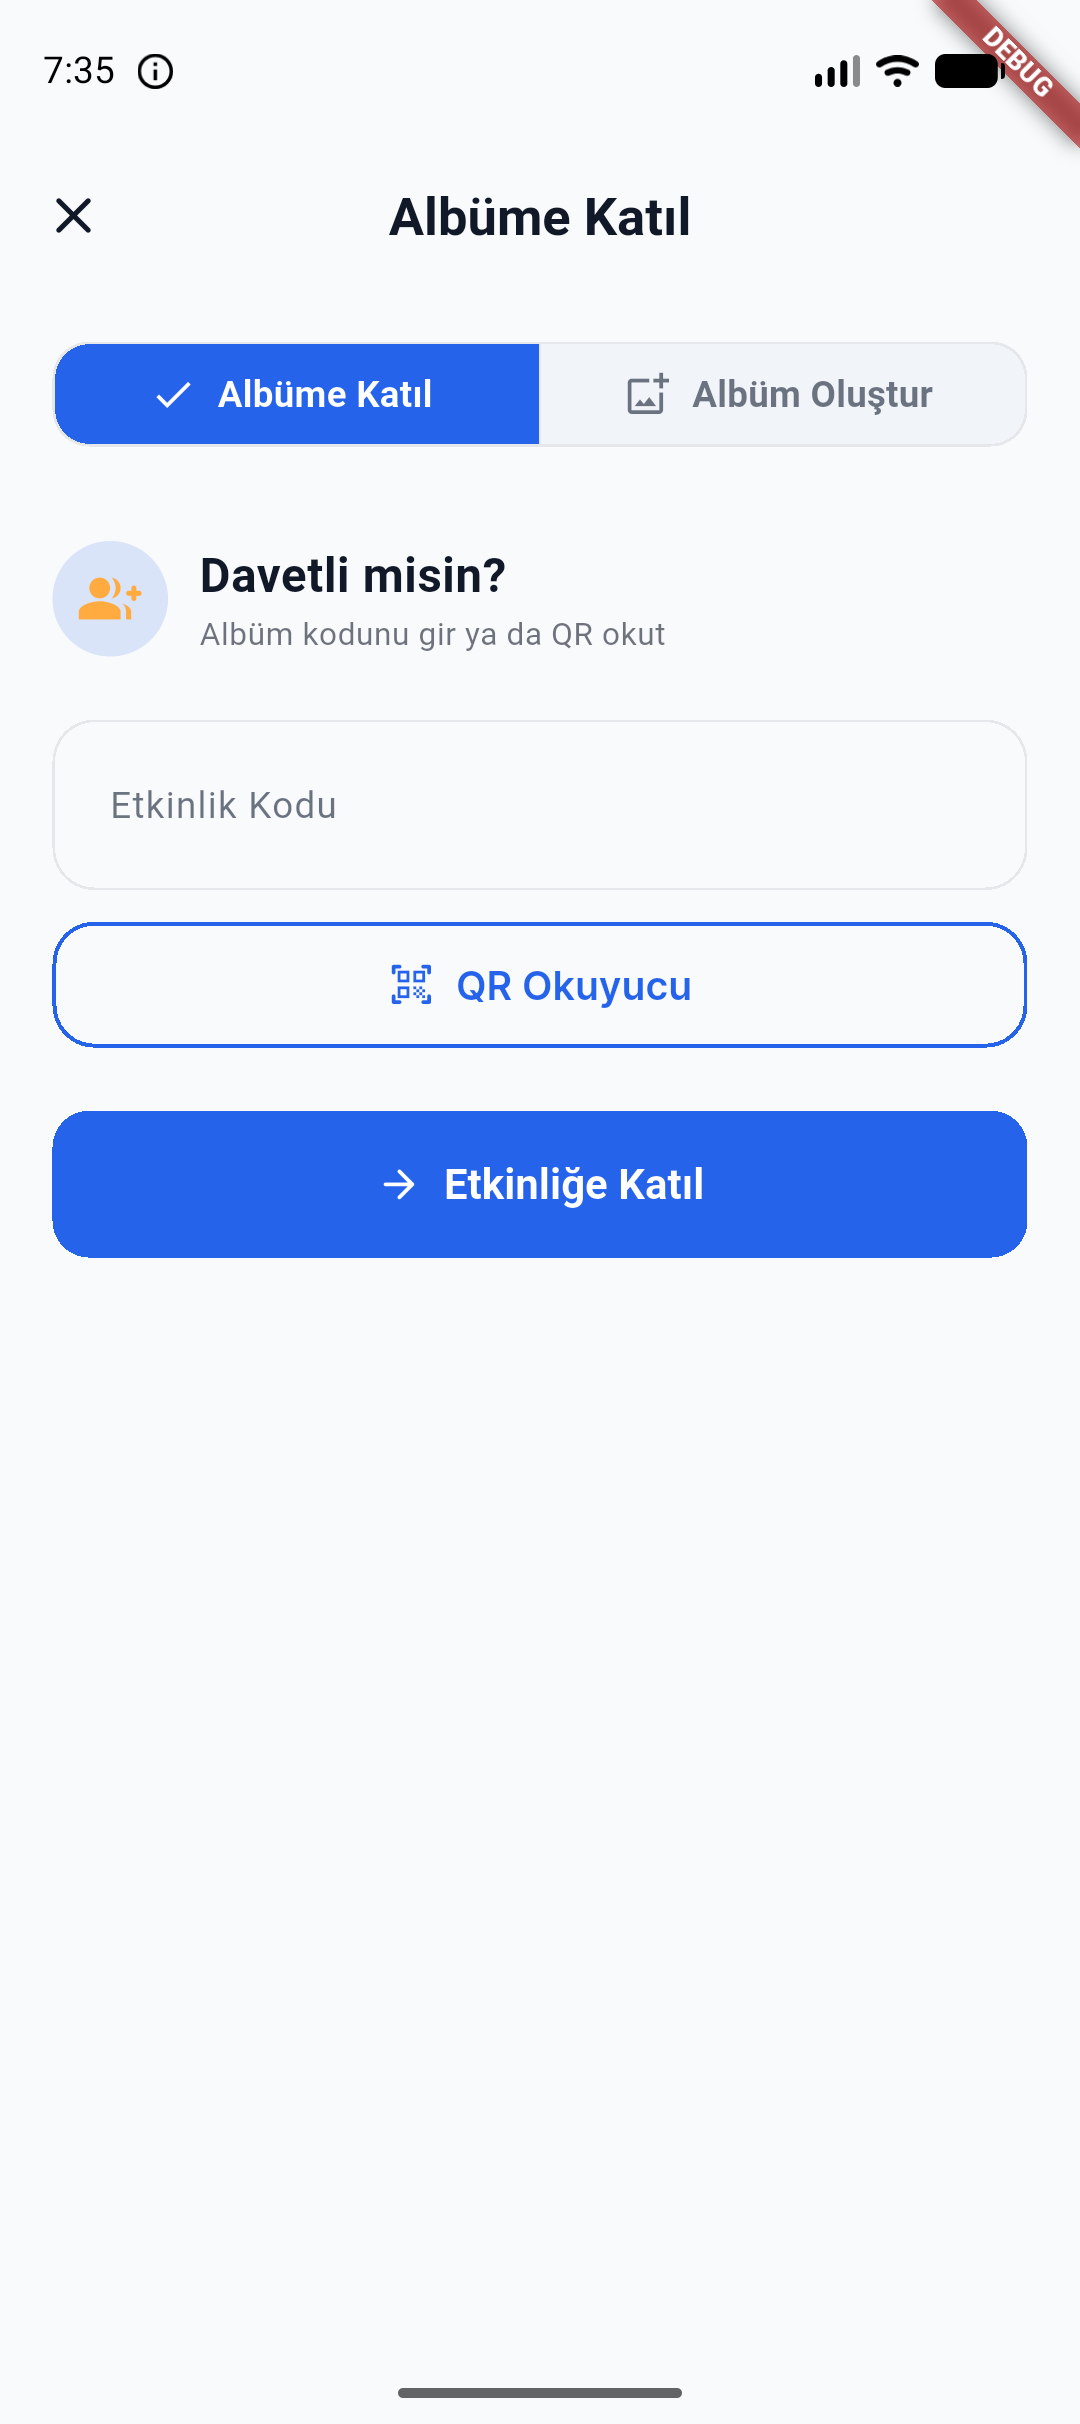 7:35
DEBUG
Albüme Katıl
Albüme Katıl
Albüm Oluştur
Davetli misin?
Albüm kodunu gir ya da QR okut
Etkinlik Kodu
QR Okuyucu
Etkinliğe Katıl